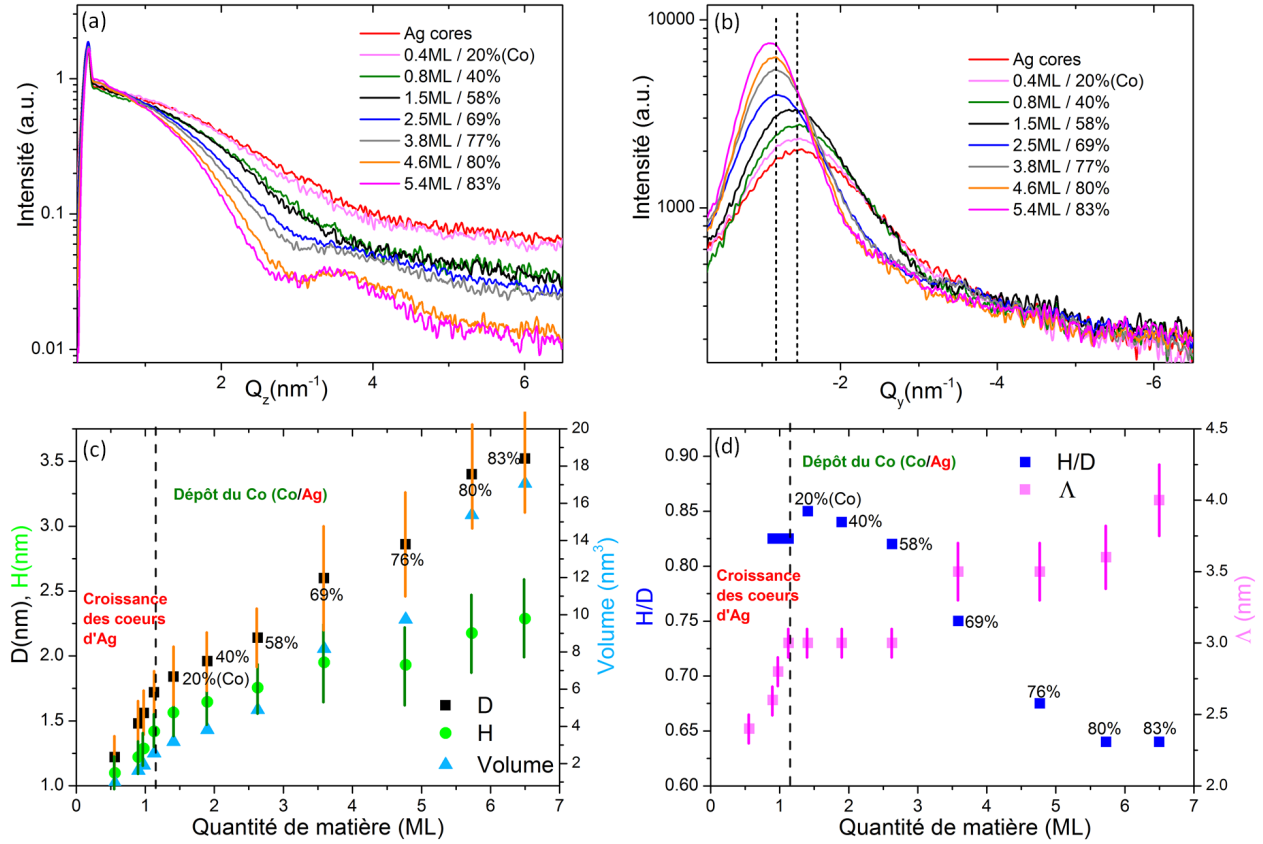 (a)
Ag cores
0.4ML / 20%(Co)
0.8ML / 40%
1.5ML / 58%
2.5ML / 69%
3.8ML / 77%
4.6ML / 80%
5.4ML / 83%
1
0.1
0.01
Intensité (a.u.)
2
4
6
Qz(nm-1)
(b)
Ag cores
0.4ML / 20%(Co)
0.8ML / 40%
1.5ML / 58%
2.5ML / 69%
3.8ML / 77%
4.6ML / 80%
5.4ML / 83%
10000
1000
Intensité (a.u.)
-2
-4
-6
Qy(nm-1)
(c)
Dépôt du Co (Co/Ag)
Croissance
des coeurs
d'Ag
20%(Co)
40%
58%
69%
76%
80%
83%
D
H
Volume
3.5
3.0
2.5
2.0
1.5
1.0
D(nm), H(nm)
20
18
16
14
12
10
8
6
4
2
Volume (nm3)
0
1
2
3
4
5
6
7
Quantité de matière (ML)
(d)
Dépôt du Co (Co/Ag)
H/D
Λ
Croissance
des coeurs
d'Ag
20%(Co)
40%
58%
69%
76%
80%
83%
0.90
0.85
0.80
0.75
0.70
0.65
0.60
H/D
4.5
4.0
3.5
3.0
2.5
2.0
Λ (nm)
0
1
2
3
4
5
6
7
Quantité de matière (ML)